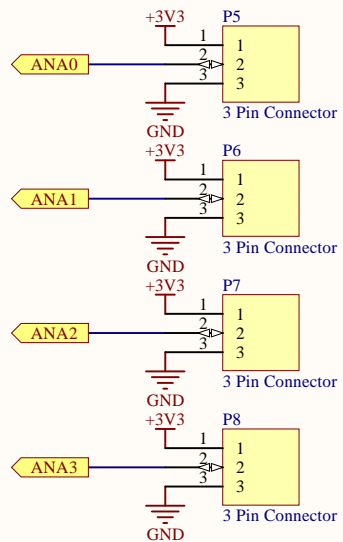 +3V3 P5
1 1
ANA0 2 2
3 3
GND 3 Pin Connector
+3V3 P6
1 1
ANA1 2 2
3 3
GND 3 Pin Connector
+3V3 P7
1 1
ANA2 2 2
3 3
GND 3 Pin Connector
+3V3 P8
1 1
ANA3 2 2
3 3
GND 3 Pin Connector